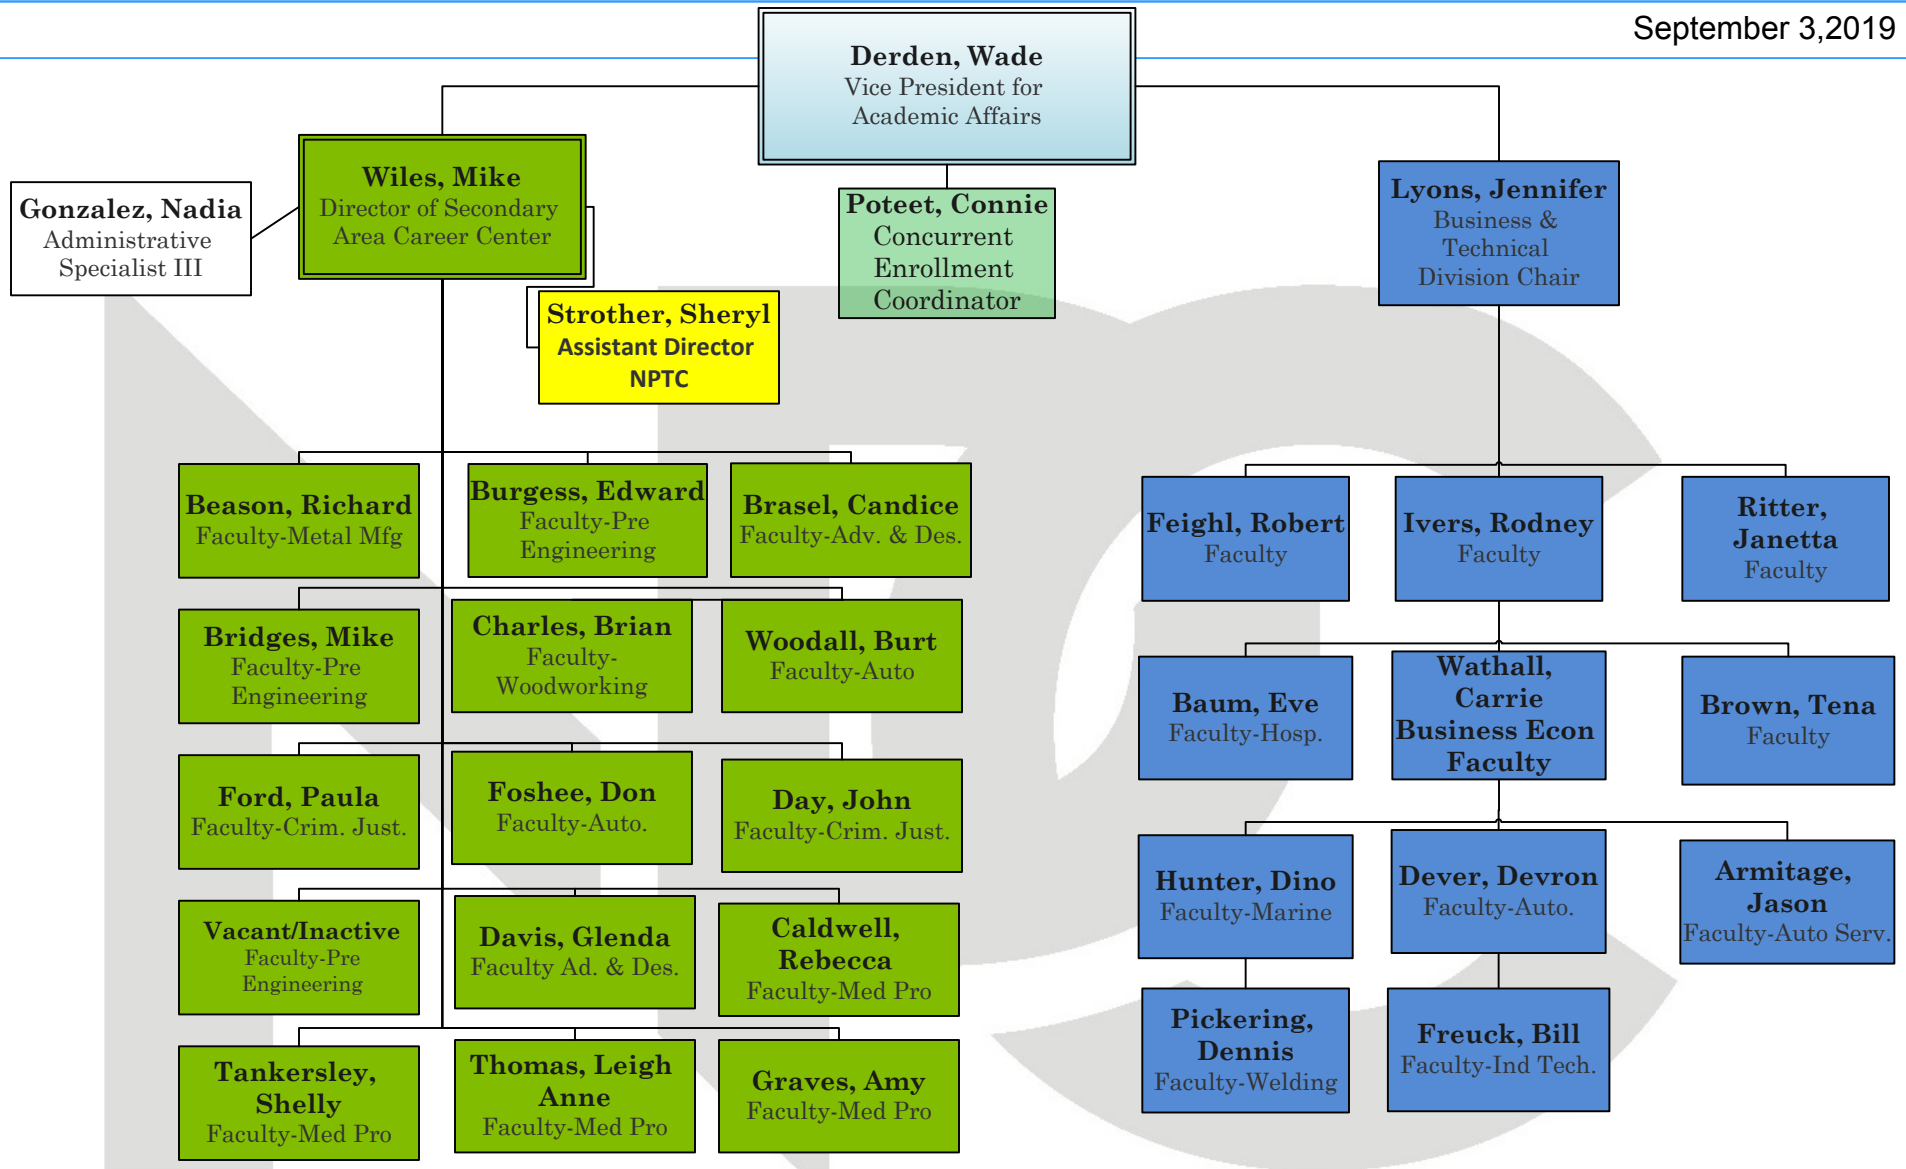 September 3,2019
Derden, Wade
Vice President for
Academic Affairs
Gonzalez, Nadia
Administrative
Specialist III
Wiles, Mike
Director of Secondary
Area Career Center
Strother, Sheryl
Assistant Director
NPTC
Poteet, Connie
Concurrent
Enrollment
Coordinator
Lyons, Jennifer
Business &
Technical
Division Chair
Beason, Richard
Faculty-Metal Mfg
Burgess, Edward
Faculty-Pre
Engineering
Brasel, Candice
Faculty-Adv. & Des.
Bridges, Mike
Faculty-Pre
Engineering
Charles, Brian
Faculty-
Woodworking
Woodall, Burt
Faculty-Auto
Ford, Paula
Faculty-Crim. Just.
Foshee, Don
Faculty-Auto.
Day, John
Faculty-Crim. Just.
Vacant/Inactive
Faculty-Pre
Engineering
Davis, Glenda
Faculty Ad. & Des.
Caldwell,
Rebecca
Faculty-Med Pro
Tankersley,
Shelly
Faculty-Med Pro
Thomas, Leigh
Anne
Faculty-Med Pro
Graves, Amy
Faculty-Med Pro
Feighl, Robert
Faculty
Ivers, Rodney
Faculty
Ritter,
Janetta
Faculty
Baum, Eve
Faculty-Hosp.
Wathall,
Carrie
Business Econ
Faculty
Brown, Tena
Faculty
Hunter, Dino
Faculty-Marine
Dever, Devron
Faculty-Auto.
Armitage,
Jason
Faculty-Auto Serv.
Pickering,
Dennis
Faculty-Welding
Freuck, Bill
Faculty-Ind Tech.
NPC